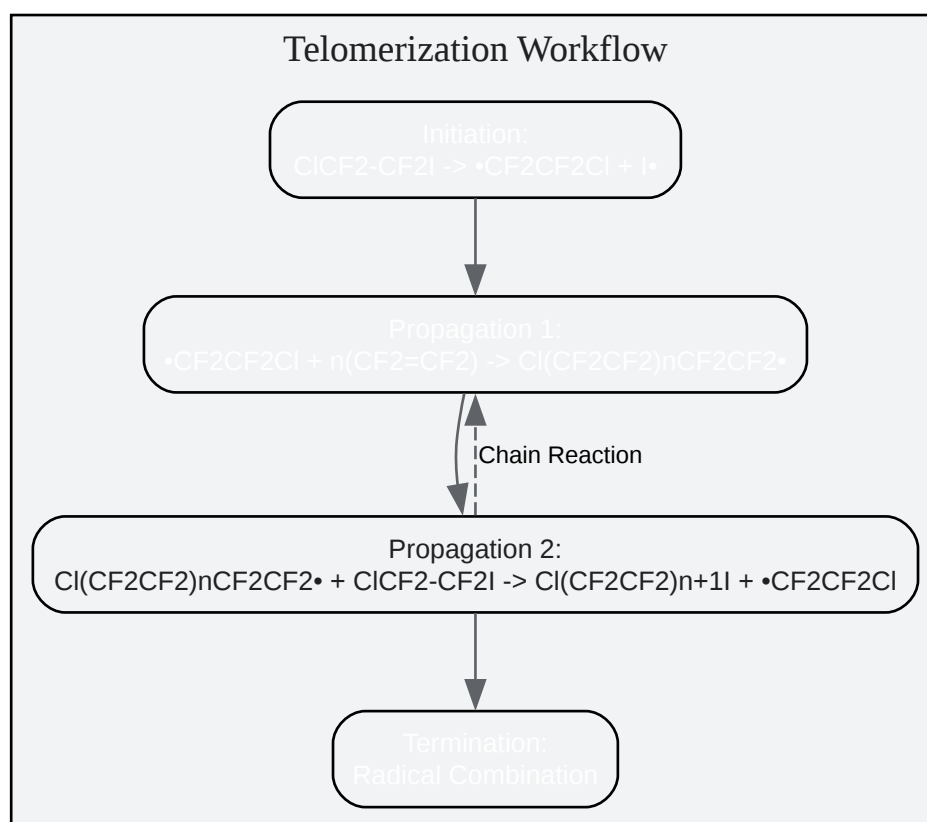 Telomerization Workflow
Initiation:
ClCF2-CF2I -> •CF2CF2Cl + I•
Propagation 1:
•CF2CF2Cl + n(CF2=CF2) -> Cl(CF2CF2)nCF2CF2•
Chain Reaction
Propagation 2:
Cl(CF2CF2)nCF2CF2• + ClCF2-CF2I -> Cl(CF2CF2)n+1I + •CF2CF2Cl
Termination:
Radical Combination